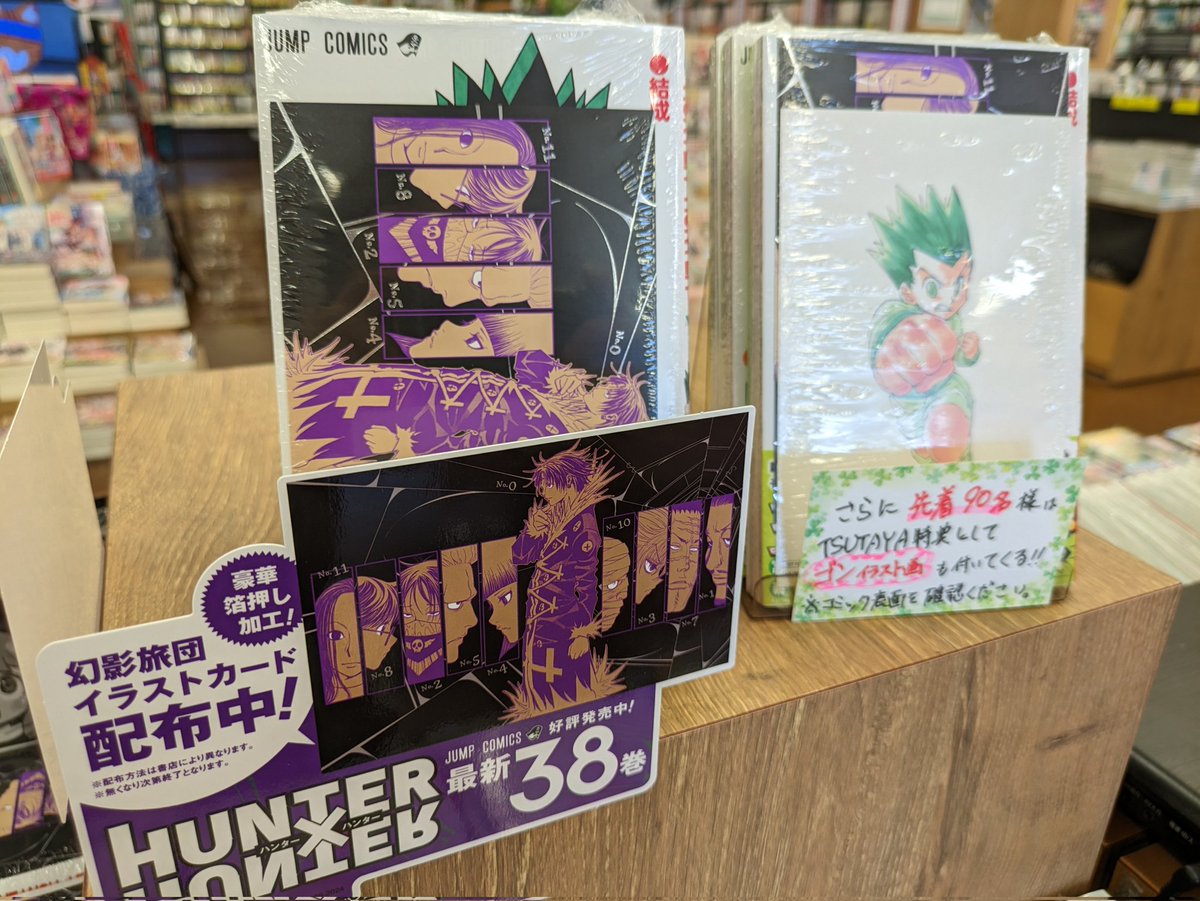 JUMP COMICS
結成
No.11
No.8
No.2
No.5
No.4
No.0
さらに 先着90名様は
TSUTAYA特典として
ゴンイラスト画も付いてくる!!
※コミック裏面を確認ください。
No.0
No.11
No.8
No.2
No.5
No.4
No.10
No.3
No.7
No.1
豪華
箔押し
加工!
幻影旅団
イラストカード
配布中!
※配布方法は書店により異なります。
※無くなり次第終了となります。
JUMP COMICS 好評発売中!
最新38巻
HUNTER
×
ハンター ハンター
HUNTER